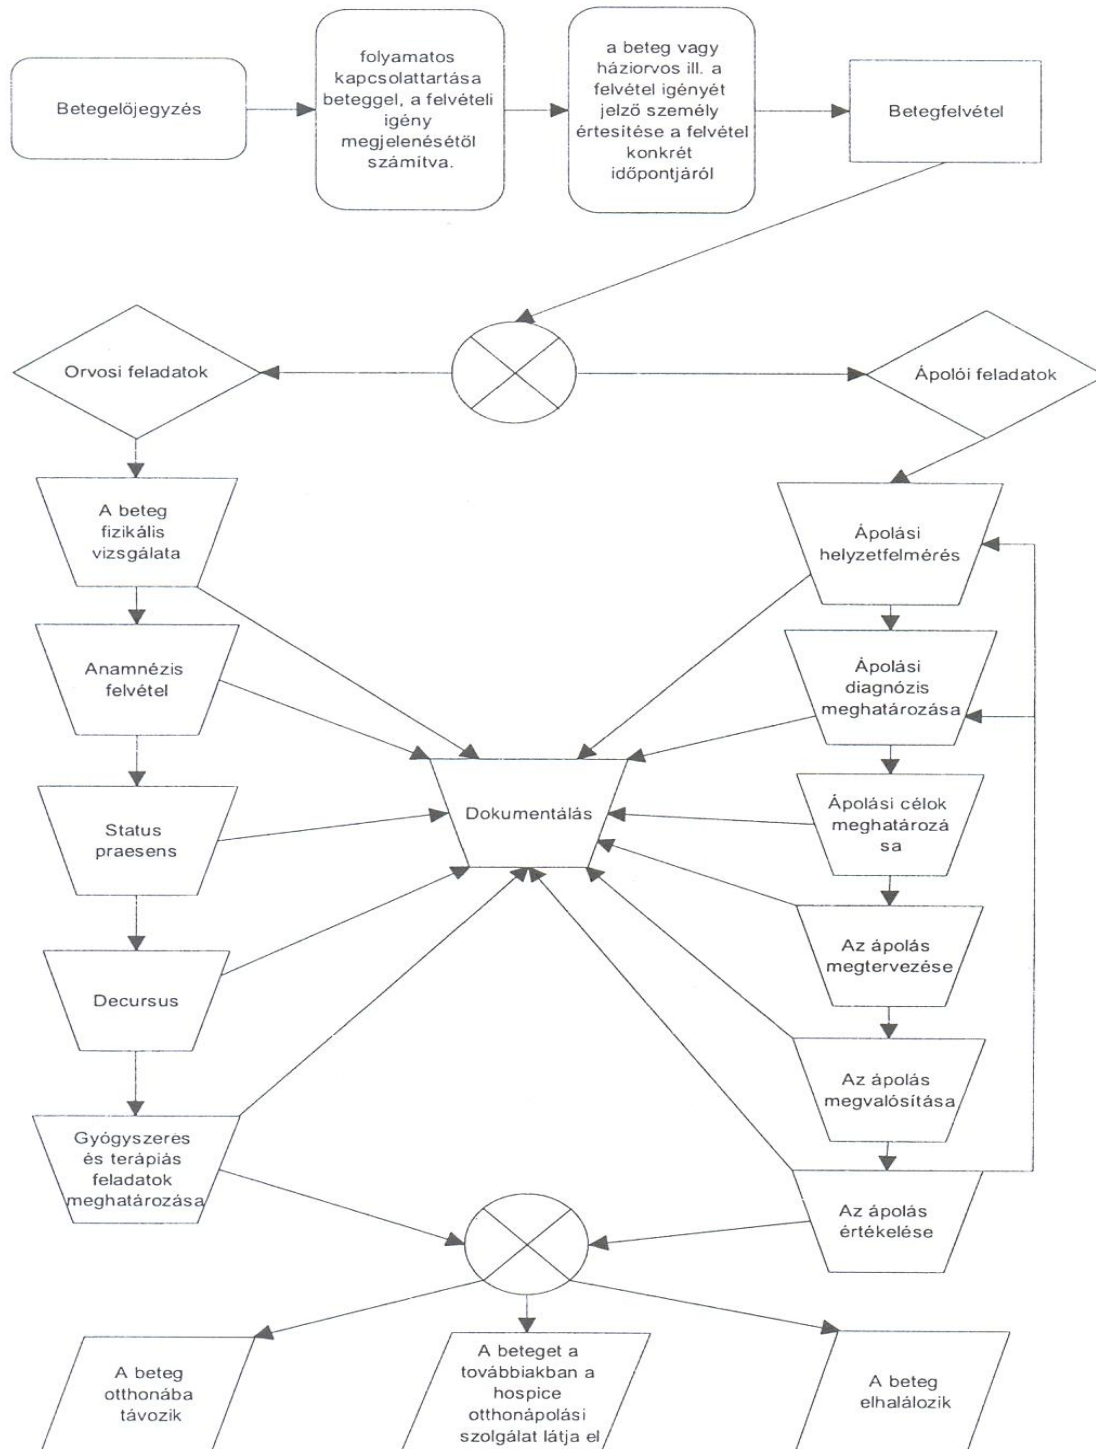 Betegelőjegyzés
folyamatos
kapcsolattartása
beteggel, a felvételi
igény
megjelenésétől
számítva.
a beteg vagy
háziorvos ill. a
felvétel igényét
jelző személy
értesítése a felvétel
konkrét
időpontjáról
Betegfelvétel
Orvosi feladatok
Ápolói feladatok
A beteg
fizikális
vizsgálata
Anamnézis
felvétel
Status
praesens
Decursus
Gyógyszeres
és terápiás
feladatok
meghatározása
Dokumentálás
Ápolási
helyzetfelmérés
Ápolási
diagnózis
meghatározása
Ápolási célok
meghatározá
sa
Az ápolás
megtervezése
Az ápolás
megvalósítása
Az ápolás
értékelése
A beteg
otthonába
távozik
A beteget a
továbbiakban a
hospice
otthonápolási
szolgálat látja el
A beteg
elhalálozik